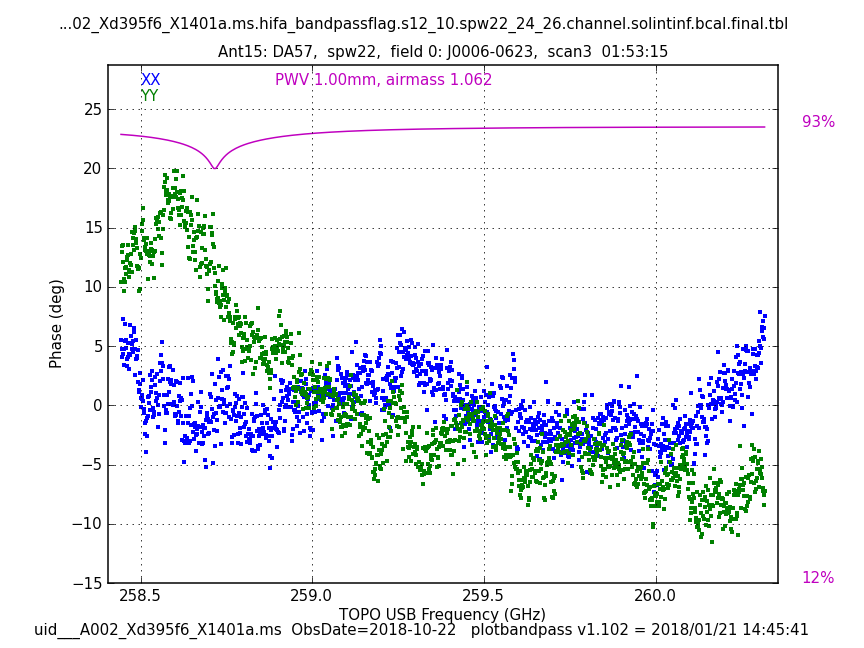 ...02_Xd395f6_X1401a.ms.hifa_bandpassflag.s12_10.spw22_24_26.channel.solintinf.bcal.final.tbl
Ant15: DA57, spw22, field 0: J0006-0623, scan3 01:53:15
XX PWV 1.00mm, airmass 1.062
YY
25
93%
20
15
10
5
0
−5
−10
−15
12%
Phase (deg)
258.5 259.0 259.5 260.0
TOPO USB Frequency (GHz)
uid___A002_Xd395f6_X1401a.ms ObsDate=2018-10-22 plotbandpass v1.102 = 2018/01/21 14:45:41